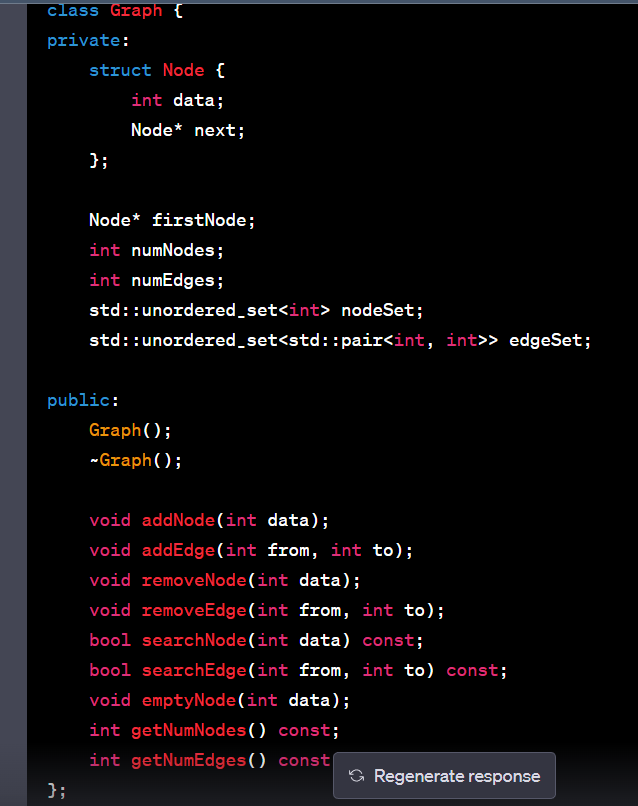 class Graph {
private:
    struct Node {
        int data;
        Node* next;
    };

    Node* firstNode;
    int numNodes;
    int numEdges;
    std::unordered_set<int> nodeSet;
    std::unordered_set<std::pair<int, int>> edgeSet;

public:
    Graph();
    ~Graph();

    void addNode(int data);
    void addEdge(int from, int to);
    void removeNode(int data);
    void removeEdge(int from, int to);
    bool searchNode(int data) const;
    bool searchEdge(int from, int to) const;
    void emptyNode(int data);
    int getNumNodes() const;
    int getNumEdges() const
Regenerate response
};